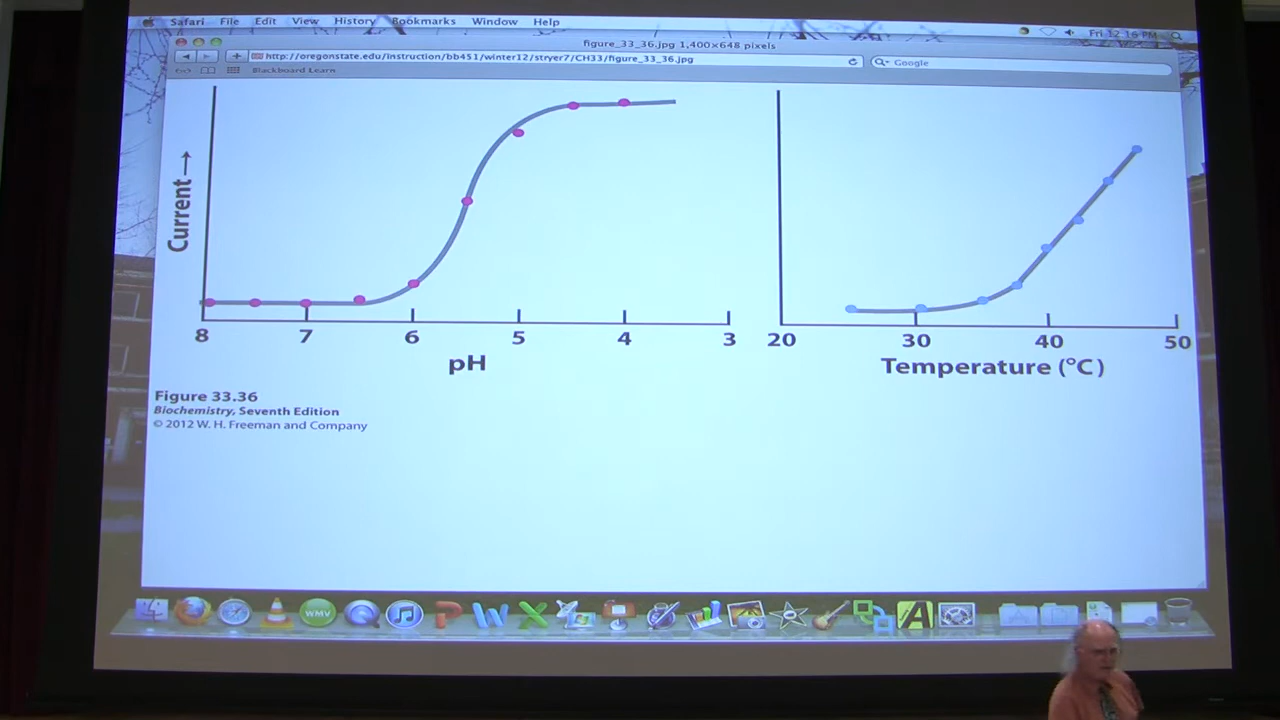 Safari File Edit View History Bookmarks Window Help Fri 12:16 PM
figure_33_36.jpg 1,400×648 pixels
http://oregonstate.edu/instruction/bb451/winter12/stryer7/CH33/figure_33_36.jpg Google
Blackboard Learn
Current→
8 7 6 5 4 3
pH
20 30 40 50
Temperature (°C)
Figure 33.36
Biochemistry, Seventh Edition
© 2012 W. H. Freeman and Company
WMV